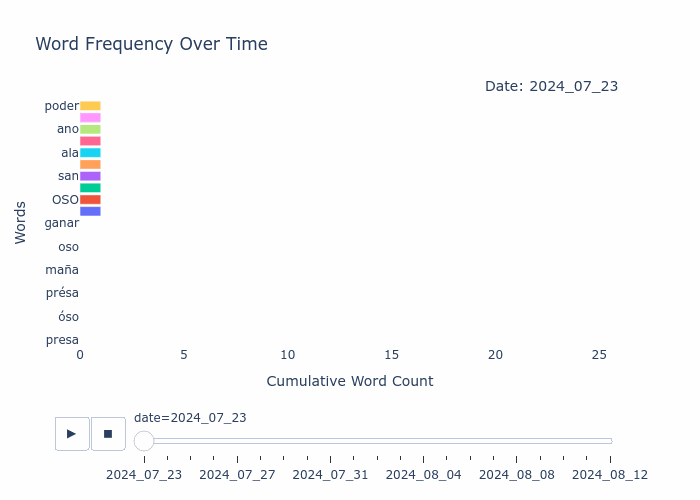 Word Frequency Over Time
Date: 2024_07_23
poder
ano
ala
san
OSO
ganar
oso
maña
présa
óso
presa
Words
0 5 10 15 20 25
Cumulative Word Count
date=2024_07_23
2024_07_23 2024_07_27 2024_07_31 2024_08_04 2024_08_08 2024_08_12